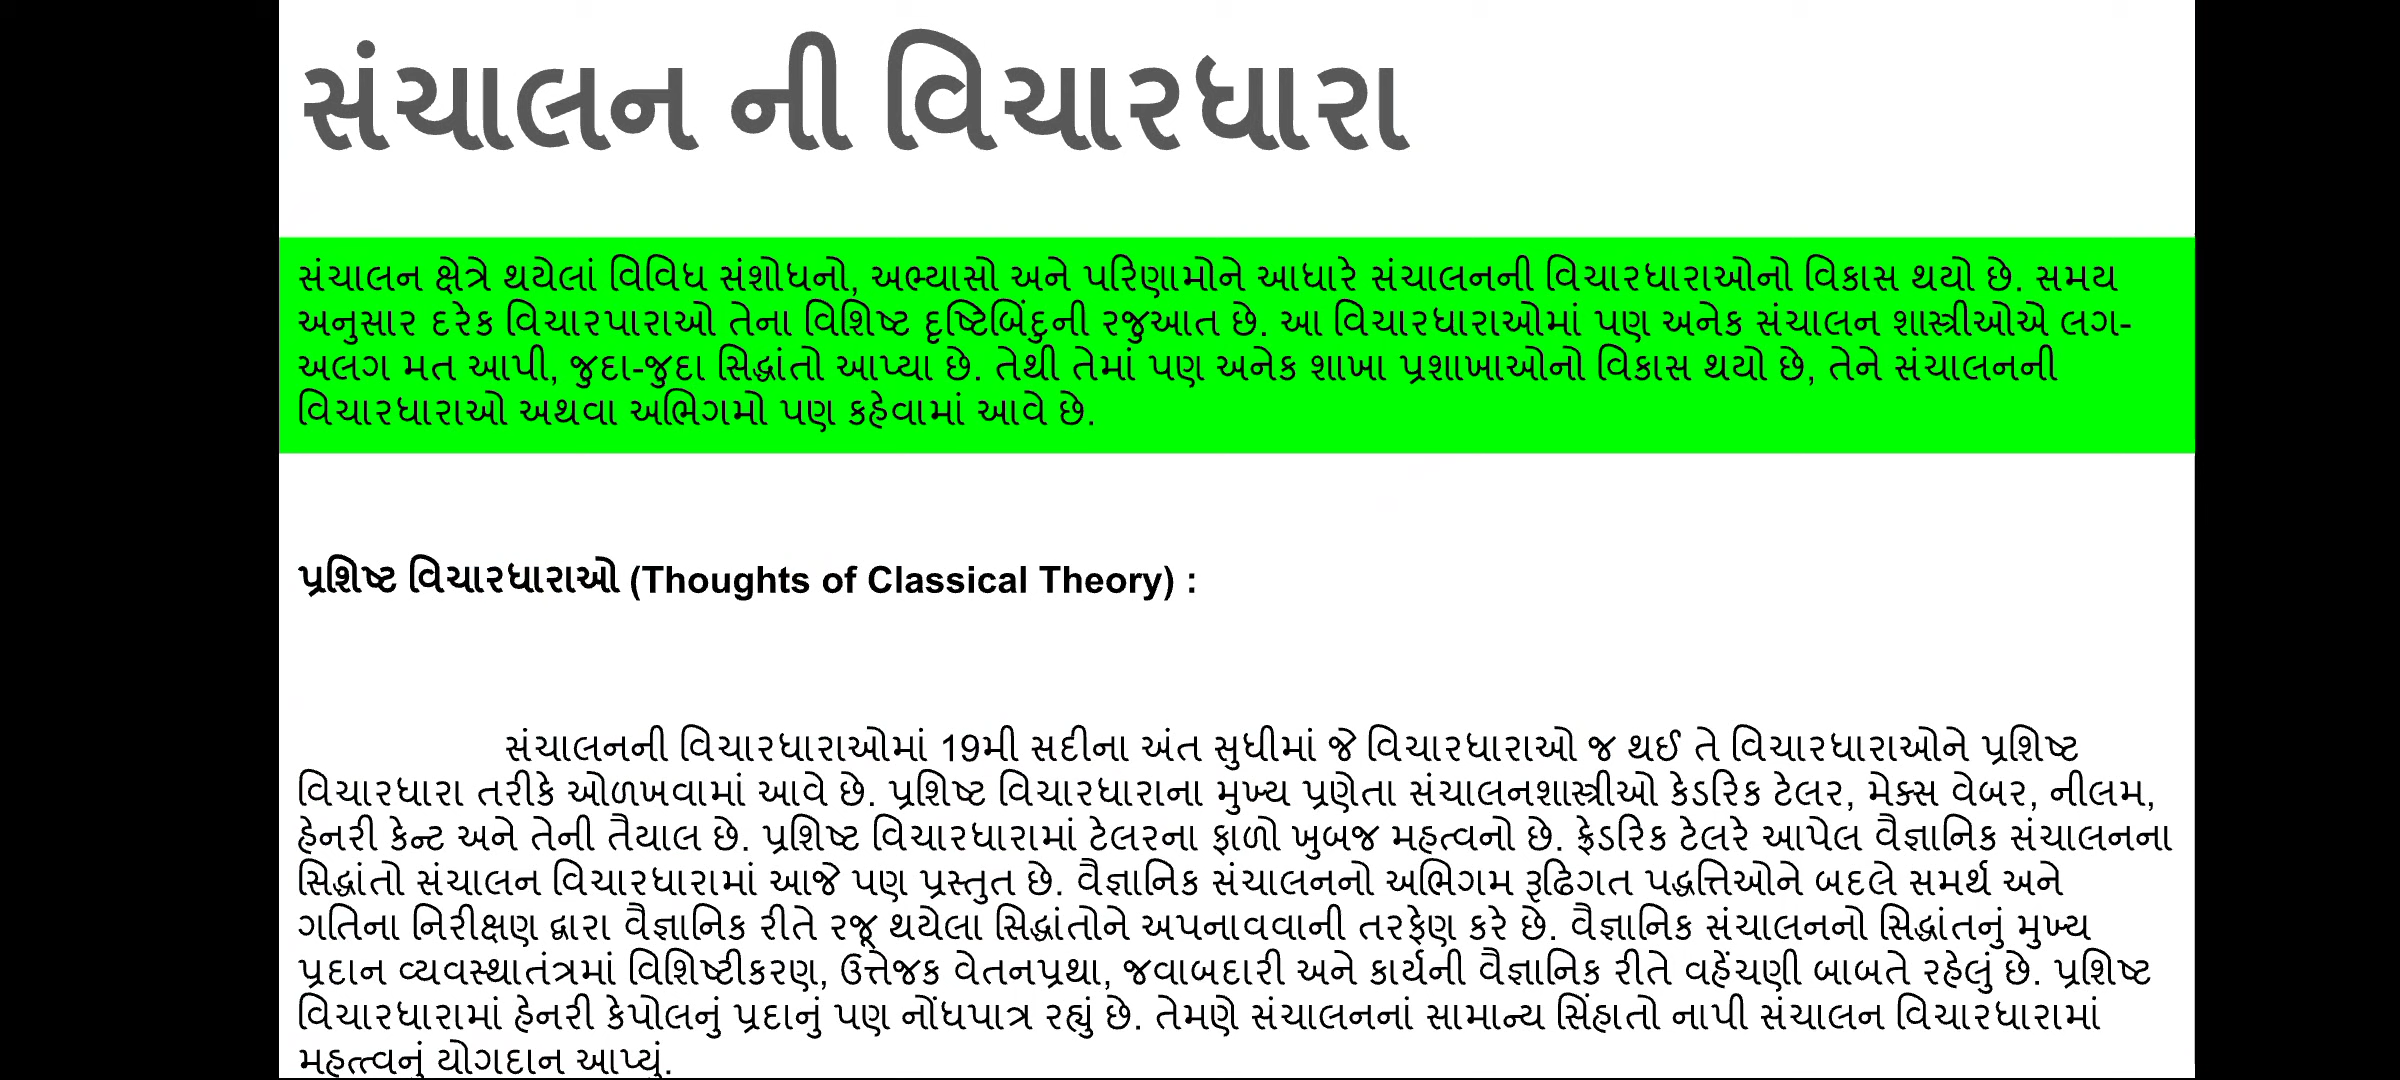 સંચાલન ની વિચારધારા
સંચાલન ક્ષેત્રે થયેલાં વિવિધ સંશોધનો, અભ્યાસો અને પરિણામોને આધારે સંચાલનની વિચારધારાઓનો વિકાસ થયો છે. સમય
અનુસાર દરેક વિચારપારાઓ તેના વિશિષ્ટ દૃષ્ટિબિંદુની રજુઆત છે. આ વિચારધારાઓમાં પણ અનેક સંચાલન શાસ્ત્રીઓએ લગ-
અલગ મત આપી, જુદા-જુદા સિદ્ધાંતો આપ્યા છે. તેથી તેમાં પણ અનેક શાખા પ્રશાખાઓનો વિકાસ થયો છે, તેને સંચાલનની
વિચારધારાઓ અથવા અભિગમો પણ કહેવામાં આવે છે.
પ્રશિષ્ટ વિચારધારાઓ (Thoughts of Classical Theory) :
સંચાલનની વિચારધારાઓમાં 19મી સદીના અંત સુધીમાં જે વિચારધારાઓ જ થઈ તે વિચારધારાઓને પ્રશિષ્ટ
વિચારધારા તરીકે ઓળખવામાં આવે છે. પ્રશિષ્ટ વિચારધારાના મુખ્ય પ્રણેતા સંચાલનશાસ્ત્રીઓ કેડરિક ટેલર, મેક્સ વેબર, નીલમ,
હેનરી કેન્ટ અને તેની તૈયાલ છે. પ્રશિષ્ટ વિચારધારામાં ટેલરના ફાળો ખુબજ મહત્વનો છે. ફ્રેડરિક ટેલરે આપેલ વૈજ્ઞાનિક સંચાલનના
સિદ્ધાંતો સંચાલન વિચારધારામાં આજે પણ પ્રસ્તુત છે. વૈજ્ઞાનિક સંચાલનનો અભિગમ રૂઢિગત પદ્ધત્તિઓને બદલે સમર્થ અને
ગતિના નિરીક્ષણ દ્વારા વૈજ્ઞાનિક રીતે રજૂ થયેલા સિદ્ધાંતોને અપનાવવાની તરફેણ કરે છે. વૈજ્ઞાનિક સંચાલનનો સિદ્ધાંતનું મુખ્ય
પ્રદાન વ્યવસ્થાતંત્રમાં વિશિષ્ટીકરણ, ઉત્તેજક વેતનપ્રથા, જવાબદારી અને કાર્યની વૈજ્ઞાનિક રીતે વહેંચણી બાબતે રહેલું છે. પ્રશિષ્ટ
વિચારધારામાં હેનરી કેપોલનું પ્રદાનું પણ નોંધપાત્ર રહ્યું છે. તેમણે સંચાલનનાં સામાન્ય સિંહાતો નાપી સંચાલન વિચારધારામાં
મહત્ત્વનું યોગદાન આપ્યું.